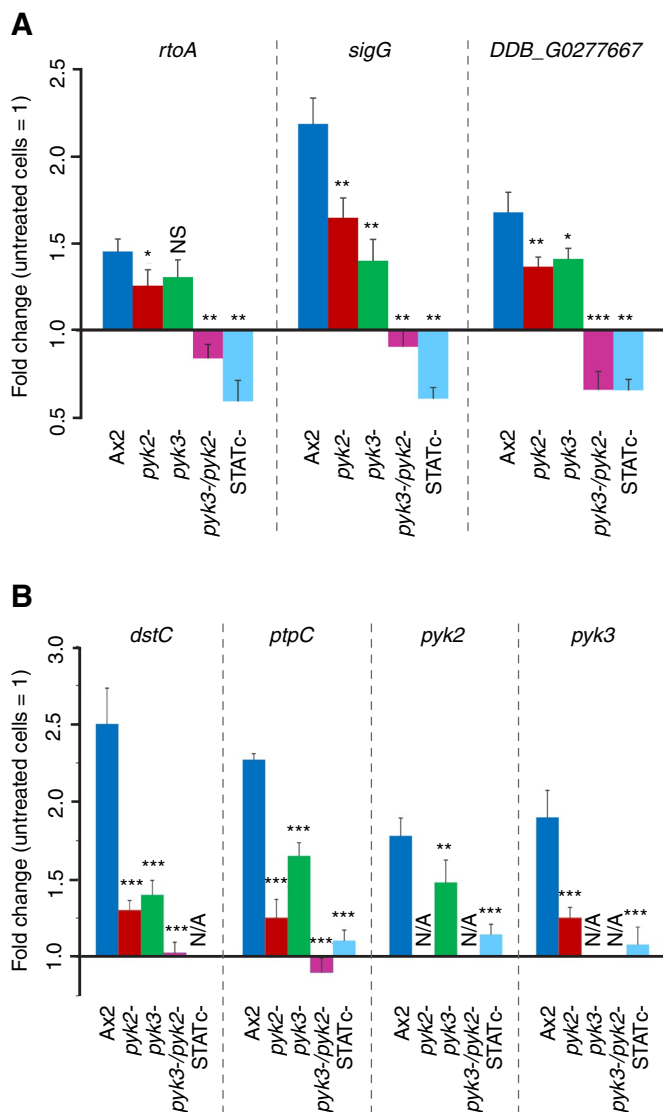 A
rtoA sigG DDB_G0277667
Fold change (untreated cells = 1)
2.5
2.0
1.5
1.0
0.5
* NS ** **
** ** ** **
** * *** **
Ax2 pyk2- pyk3- pyk3-/pyk2- STATc-
Ax2 pyk2- pyk3- pyk3-/pyk2- STATc-
Ax2 pyk2- pyk3- pyk3-/pyk2- STATc-
B
dstC ptpC pyk2 pyk3
Fold change (untreated cells = 1)
3.0
2.5
2.0
1.5
1.0
*** *** *** N/A
*** *** *** ***
N/A ** N/A ***
*** N/A N/A ***
Ax2 pyk2- pyk3- pyk3-/pyk2- STATc-
Ax2 pyk2- pyk3- pyk3-/pyk2- STATc-
Ax2 pyk2- pyk3- pyk3-/pyk2- STATc-
Ax2 pyk2- pyk3- pyk3-/pyk2- STATc-